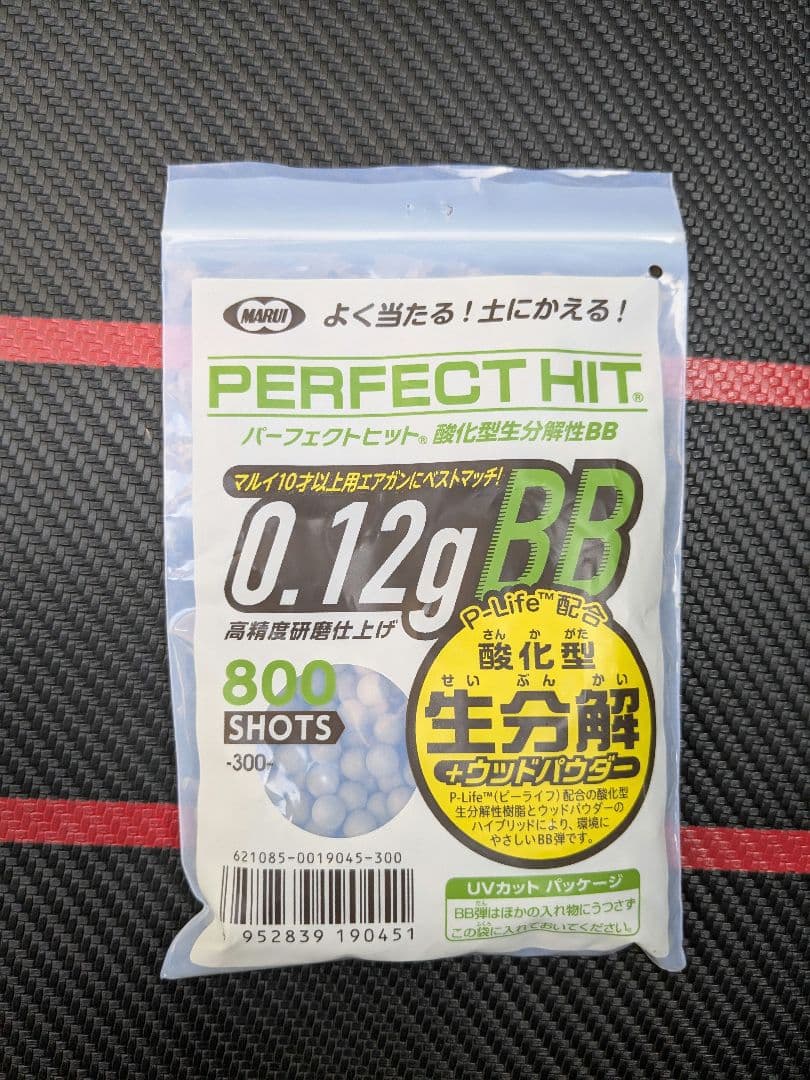 MARUI よく当たる！土にかえる！
PERFECT HIT®
パーフェクトヒット® 酸化型生分解性BB
マルイ10才以上用エアガンにベストマッチ!
0.12g BB
高精度研磨仕上げ
P-Life™ 配合
さん か がた
酸化型
せい ぶん かい
生分解
+ウッドパウダー
P-Life™（ピーライフ）配合の酸化型
生分解性樹脂とウッドパウダーの
ハイブリッドにより、環境に
やさしいBB弾です。
800
SHOTS
-300-
621085-0019045-300
952839 190451
UVカット パッケージ
BB弾はほかの入れ物にうつさず
この袋に入れておいてください。